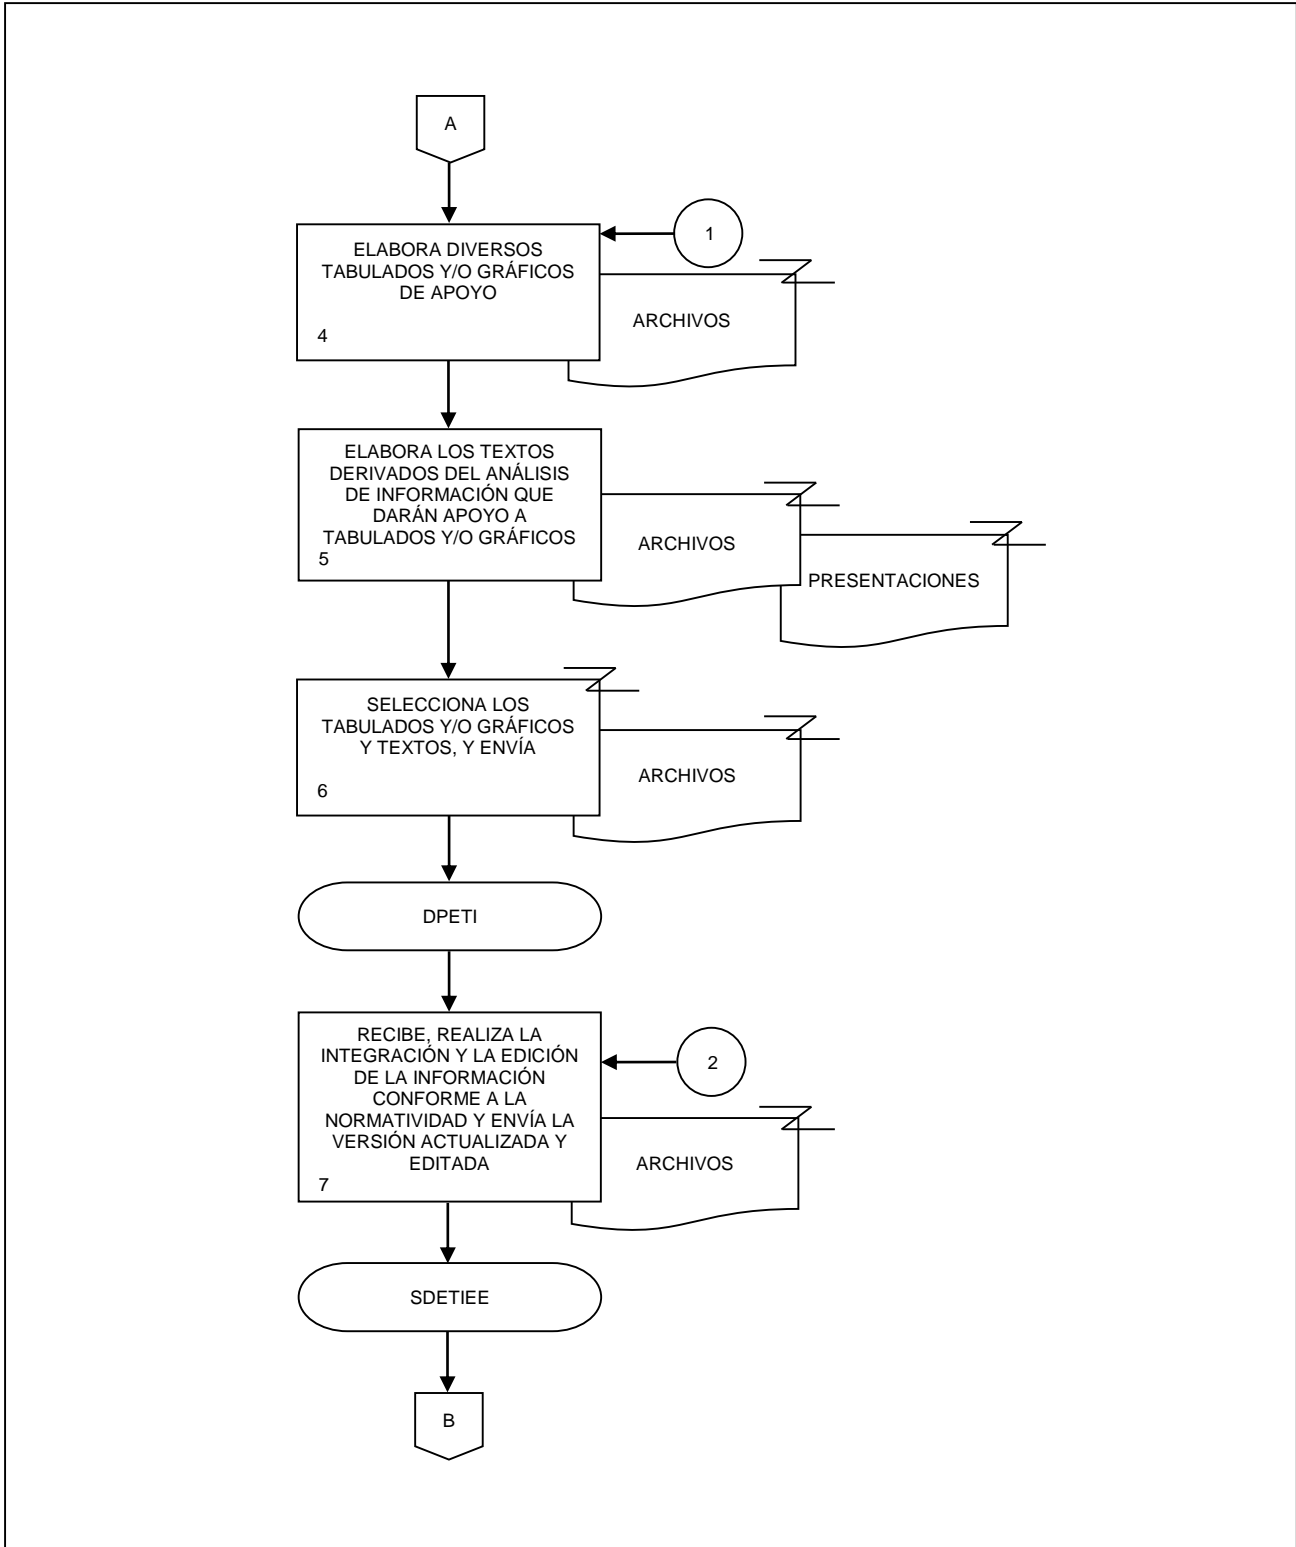 A
1
ELABORA DIVERSOS
TABULADOS Y/O GRÁFICOS
DE APOYO
4
ARCHIVOS
ELABORA LOS TEXTOS
DERIVADOS DEL ANÁLISIS
DE INFORMACIÓN QUE
DARÁN APOYO A
TABULADOS Y/O GRÁFICOS
5
ARCHIVOS
PRESENTACIONES
SELECCIONA LOS
TABULADOS Y/O GRÁFICOS
Y TEXTOS, Y ENVÍA
6
ARCHIVOS
DPETI
RECIBE, REALIZA LA
INTEGRACIÓN Y LA EDICIÓN
DE LA INFORMACIÓN
CONFORME A LA
NORMATIVIDAD Y ENVÍA LA
VERSIÓN ACTUALIZADA Y
EDITADA
7
2
ARCHIVOS
SDETIEE
B